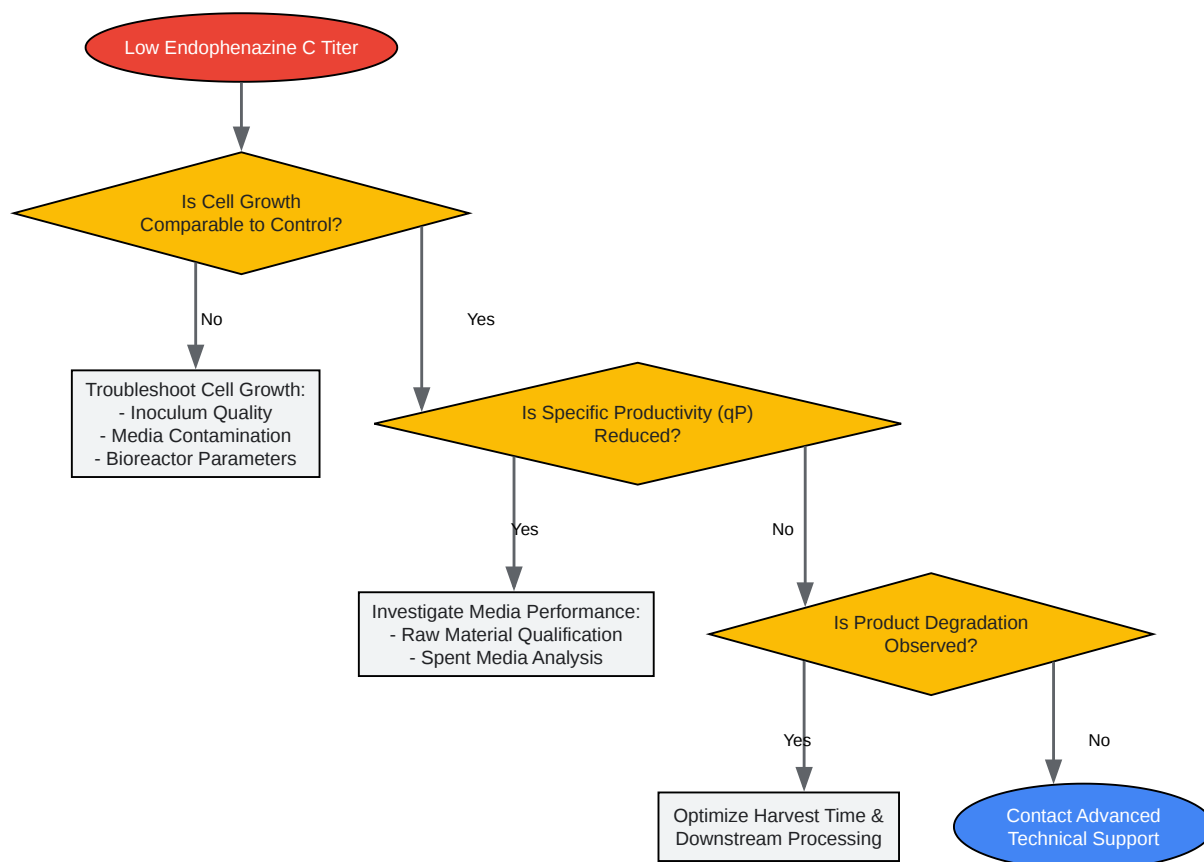 Low Endophenazine C Titer
Is Cell Growth
Comparable to Control?
No
Yes
Troubleshoot Cell Growth:
- Inoculum Quality
- Media Contamination
- Bioreactor Parameters
Is Specific Productivity (qP)
Reduced?
Yes
No
Investigate Media Performance:
- Raw Material Qualification
- Spent Media Analysis
Is Product Degradation
Observed?
Yes
No
Optimize Harvest Time &
Downstream Processing
Contact Advanced
Technical Support